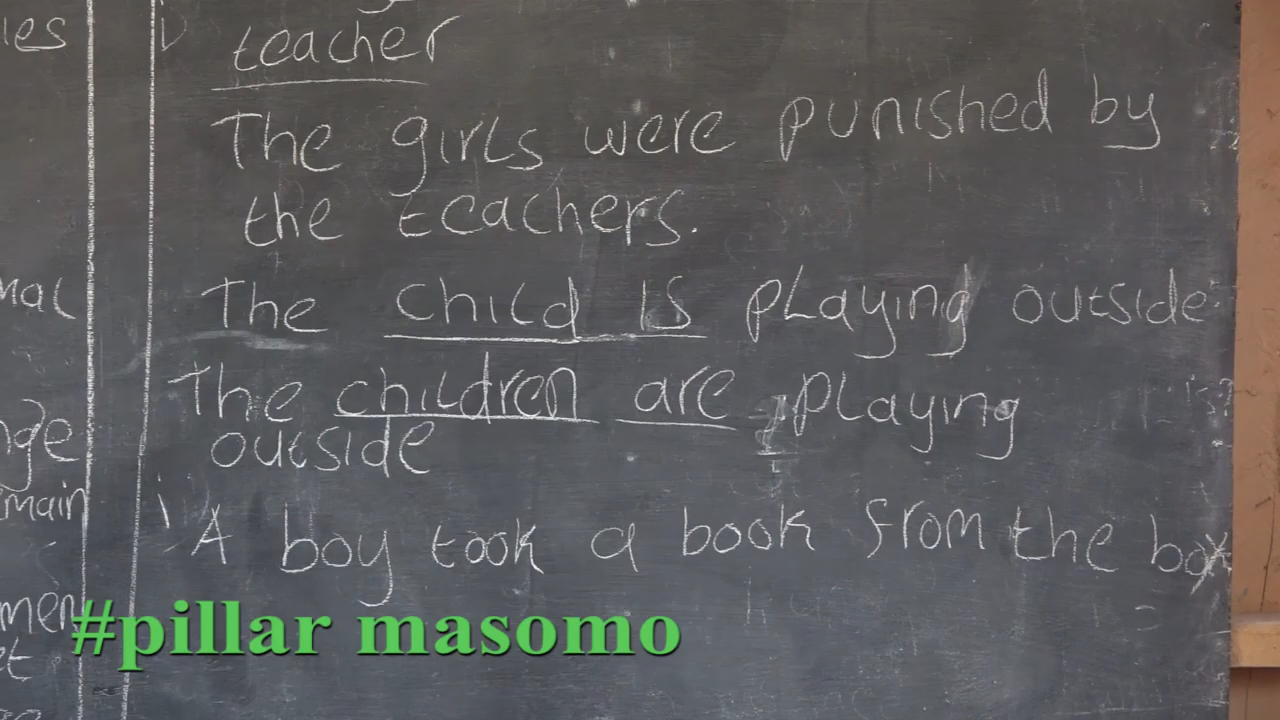 teacher
The girls were punished by
the teachers.
The child is playing outside
The children are playing
outside
i A boy took a book from the box
#pillar masomo